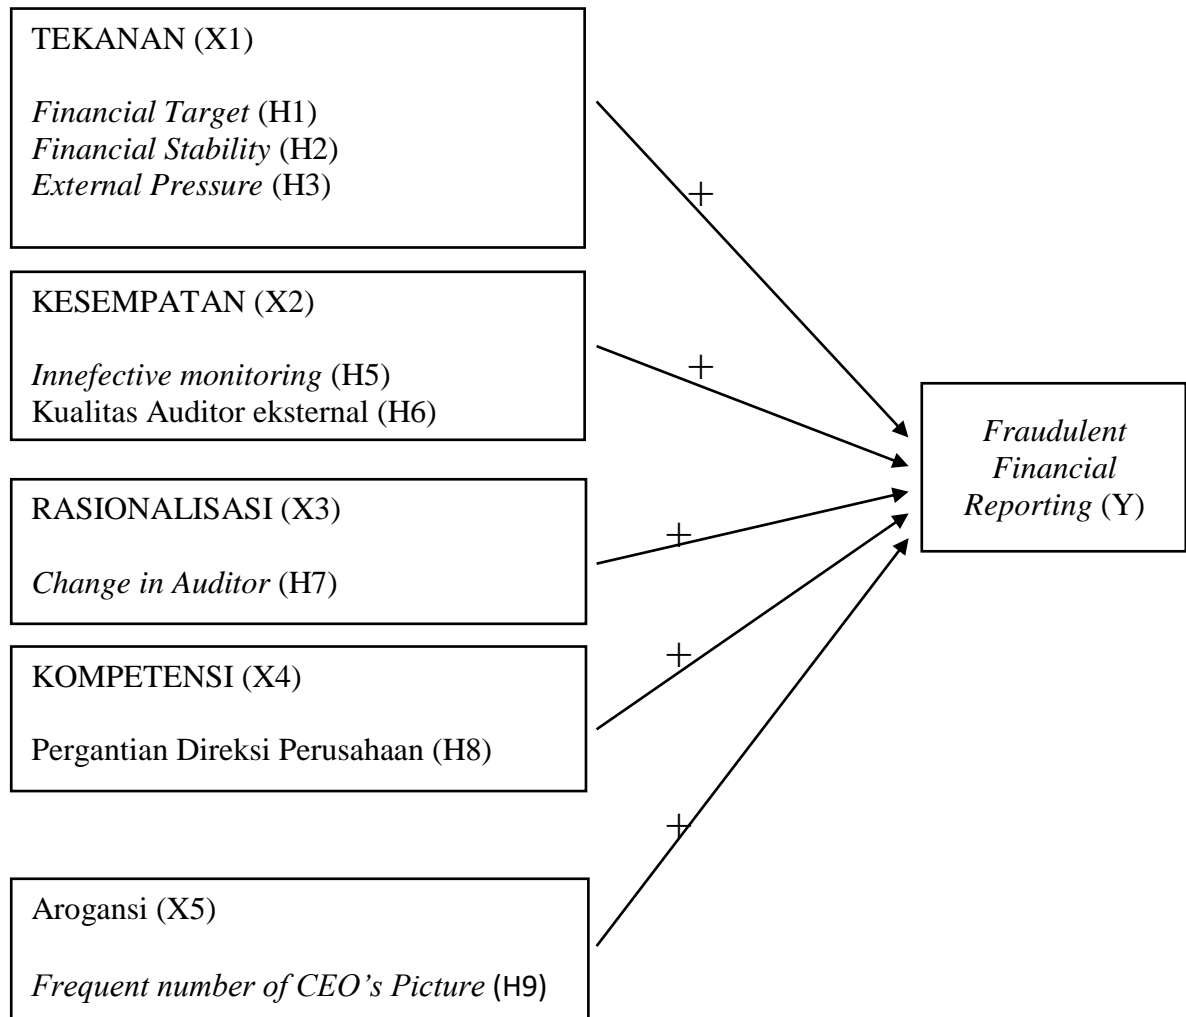 TEKANAN (X1)
Financial Target (H1)
Financial Stability (H2)
External Pressure (H3)
+
KESEMPATAN (X2)
Innefective monitoring (H5)
Kualitas Auditor eksternal (H6)
+
Fraudulent
Financial
Reporting (Y)
RASIONALISASI (X3)
Change in Auditor (H7)
+
KOMPETENSI (X4)
Pergantian Direksi Perusahaan (H8)
+
Arogansi (X5)
Frequent number of CEO’s Picture (H9)
+